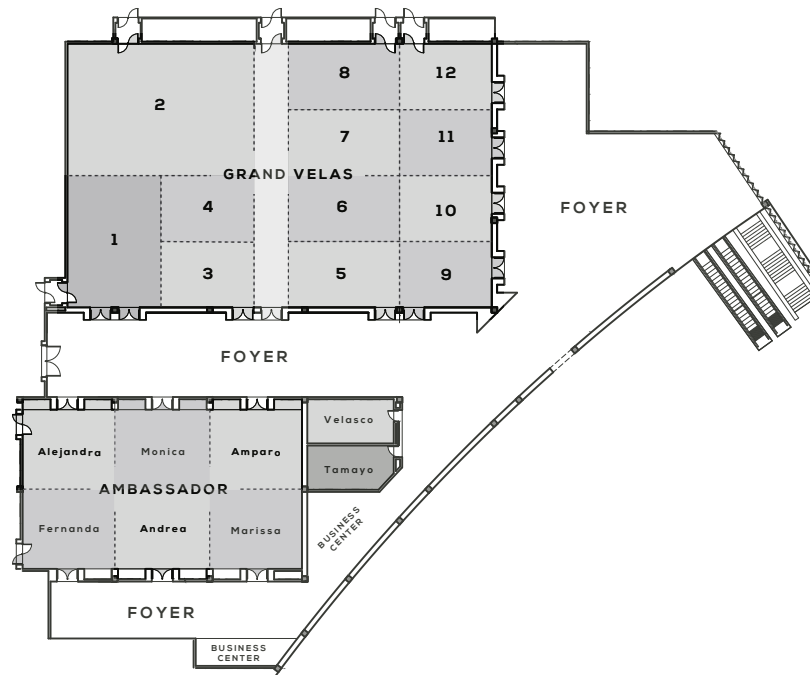 8
12
2
7
11
GRAND VELAS
4
6
10
FOYER
1
3
5
9
FOYER
Velasco
Alejandra
Monica
Amparo
Tamayo
AMBASSADOR
Fernanda
Andrea
Marissa
BUSINESS
CENTER
FOYER
BUSINESS
CENTER